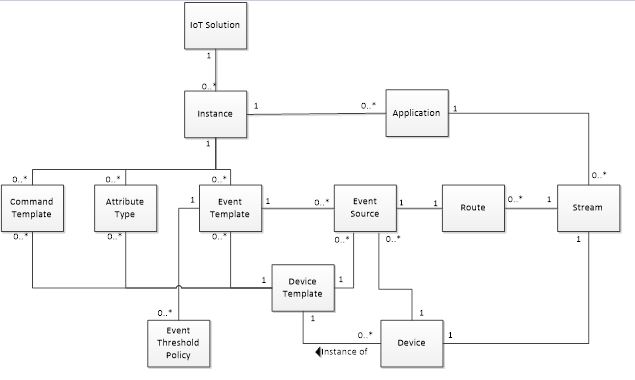 IoT Solution
1
0..*
Instance
1
0..*
Application
1
1
0..*
0..*
0..*
0..*
Command
Template
Attribute
Type
1
Event
Template
1
0..*
Event
Source
1
1
Route
0..*
1
Stream
0..*
0..*
0..*
0..*
0..*
1
1
Device
Template
1
0..*
1
1
0..*
Event
Threshold
Policy
Instance of
Device
1